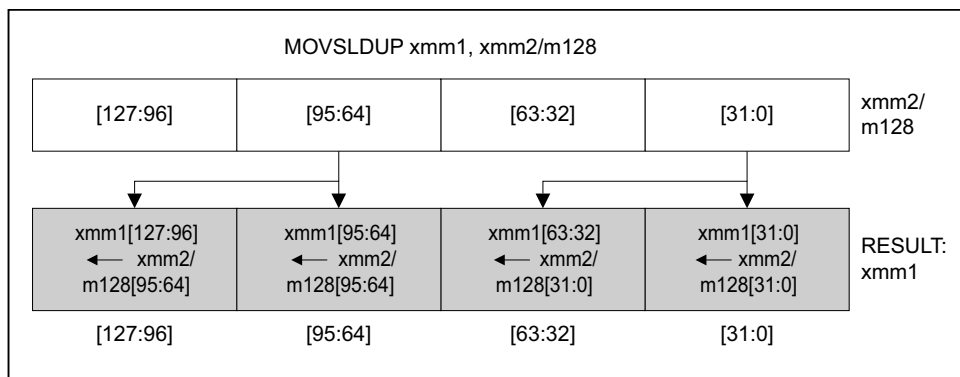 MOVSLDUP xmm1, xmm2/m128
[127:96] [95:64] [63:32] [31:0]
xmm2/
m128
xmm1[127:96] xmm1[95:64] xmm1[63:32] xmm1[31:0]
← xmm2/ ← xmm2/ ← xmm2/ ← xmm2/
m128[95:64] m128[95:64] m128[31:0] m128[31:0]
RESULT:
xmm1
[127:96] [95:64] [63:32] [31:0]